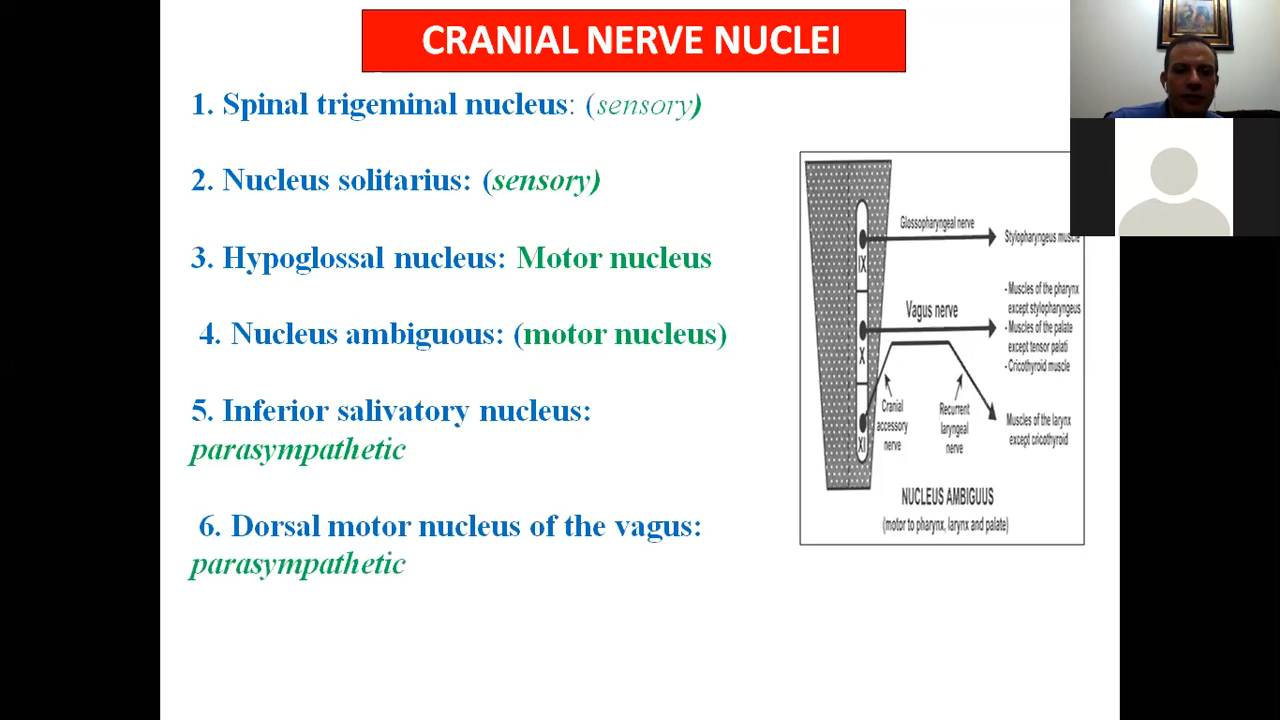 CRANIAL NERVE NUCLEI
1. Spinal trigeminal nucleus: (sensory)
2. Nucleus solitarius: (sensory)
3. Hypoglossal nucleus: Motor nucleus
4. Nucleus ambiguous: (motor nucleus)
5. Inferior salivatory nucleus:
parasympathetic
6. Dorsal motor nucleus of the vagus:
parasympathetic
Glossopharyngeal nerve
Stylopharyngeus muscle
IX
Vagus nerve
- Muscles of the pharynx
except stylopharyngeus
- Muscles of the palate
except tensor palati
- Cricothyroid muscle
X
Cranial
accessory
nerve
Recurrent
laryngeal
nerve
Muscles of the larynx
except cricothyroid
XI
NUCLEUS AMBIGUUS
(motor to pharynx, larynx and palate)